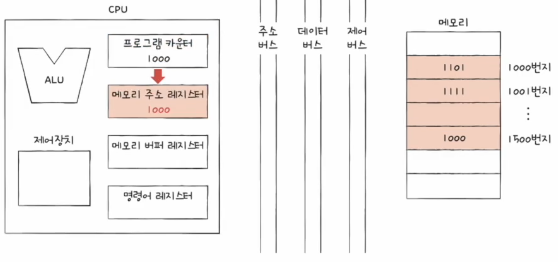 CPU
ALU
제어장치
프로그램 카운터
1000
메모리 주소 레지스터
1000
메모리 버퍼 레지스터
명령어 레지스터
주소
버스
데이터
버스
제어
버스
메모리
1101
1000번지
1111
1001번지
⋮
1000
1500번지